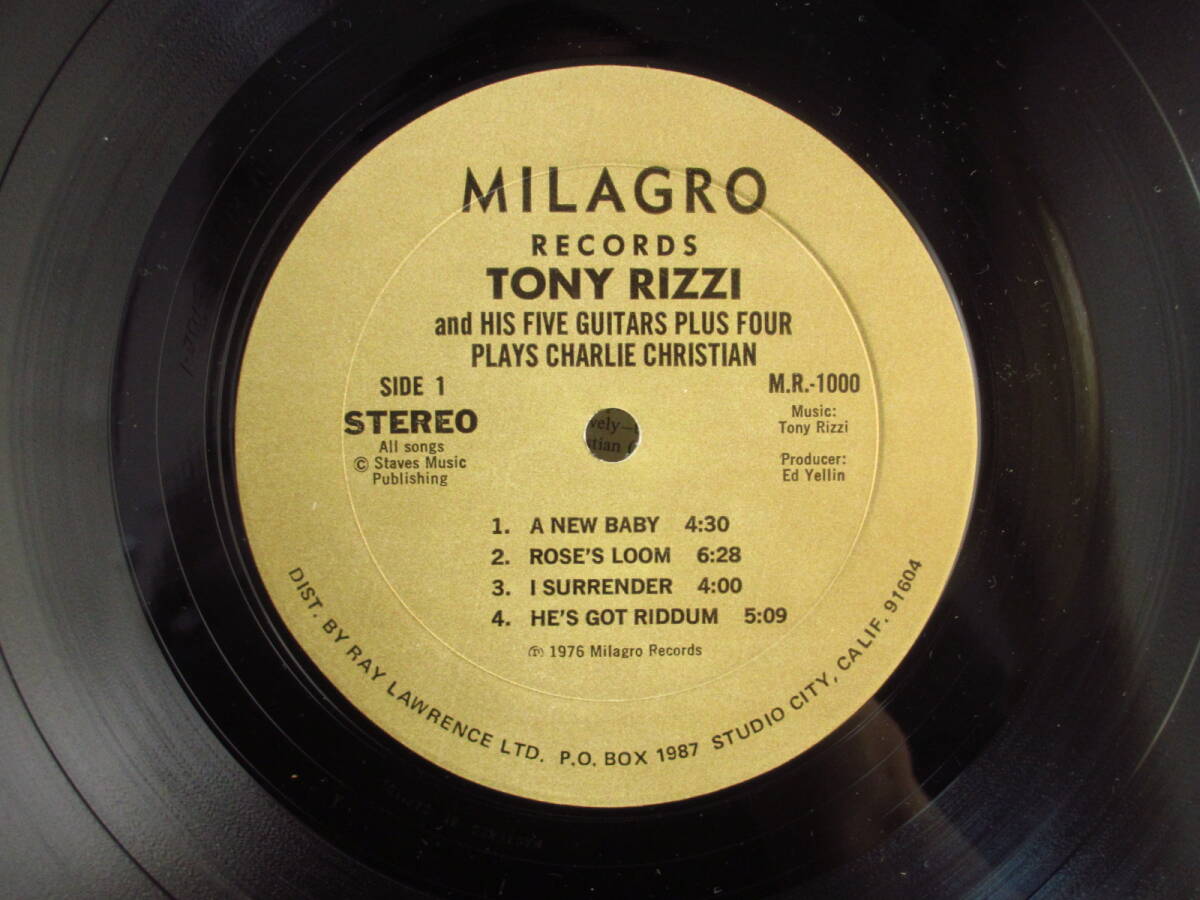 MILAGRO
RECORDS
TONY RIZZI
and HIS FIVE GUITARS PLUS FOUR
PLAYS CHARLIE CHRISTIAN
SIDE 1
STEREO
All songs
© Staves Music
Publishing
M.R.-1000
Music:
Tony Rizzi
Producer:
Ed Yellin
1. A NEW BABY 4:30
2. ROSE'S LOOM 6:28
3. I SURRENDER 4:00
4. HE'S GOT RIDDUM 5:09
℗ 1976 Milagro Records
DIST. BY RAY LAWRENCE LTD. P.O. BOX 1987 STUDIO CITY, CALIF. 91604